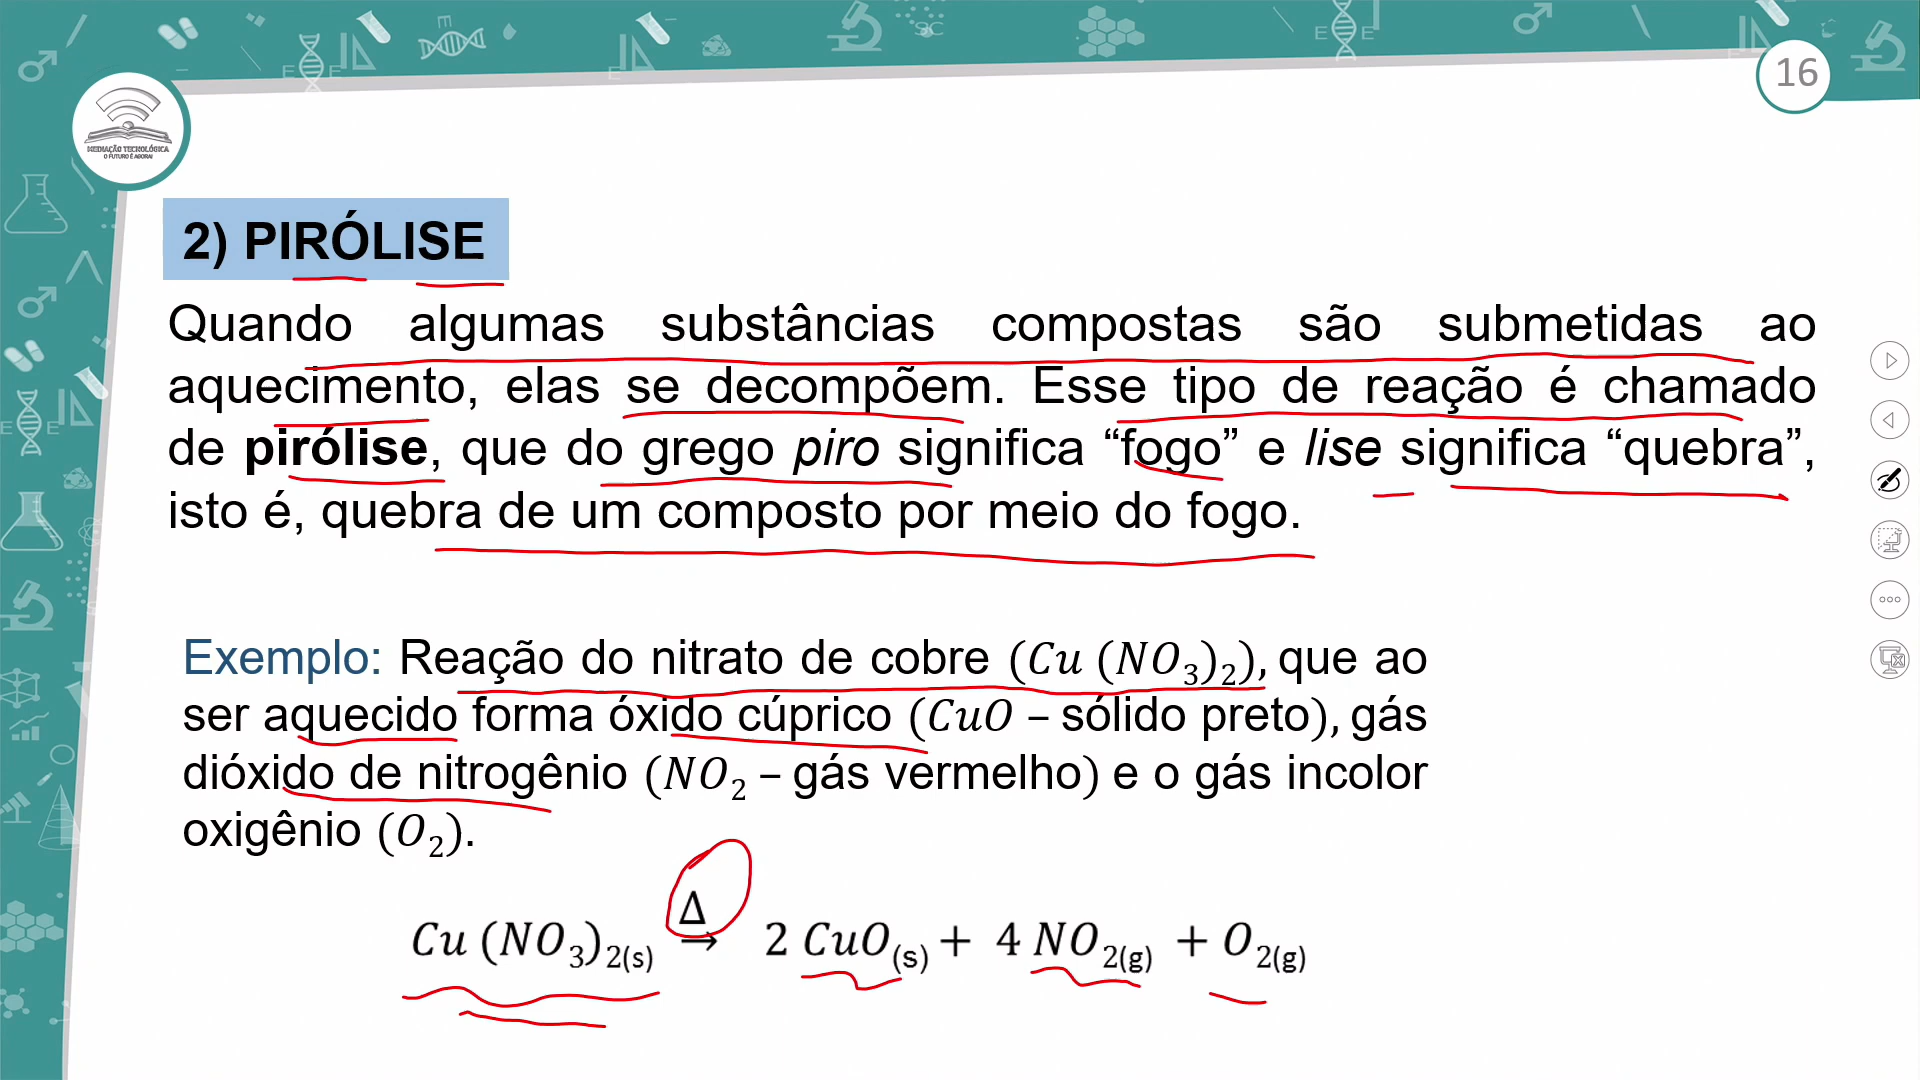 16
MEDIAÇÃO TECNOLÓGICA
O FUTURO É AGORA!
2) PIRÓLISE
Quando algumas substâncias compostas são submetidas ao
aquecimento, elas se decompõem. Esse tipo de reação é chamado
de pirólise, que do grego piro significa “fogo” e lise significa “quebra”,
isto é, quebra de um composto por meio do fogo.
Exemplo: Reação do nitrato de cobre (Cu (NO₃)₂), que ao
ser aquecido forma óxido cúprico (CuO – sólido preto), gás
dióxido de nitrogênio (NO₂ – gás vermelho) e o gás incolor
oxigênio (O₂).
Δ
Cu (NO₃)₂(s) → 2 CuO(s) + 4 NO₂(g) + O₂(g)